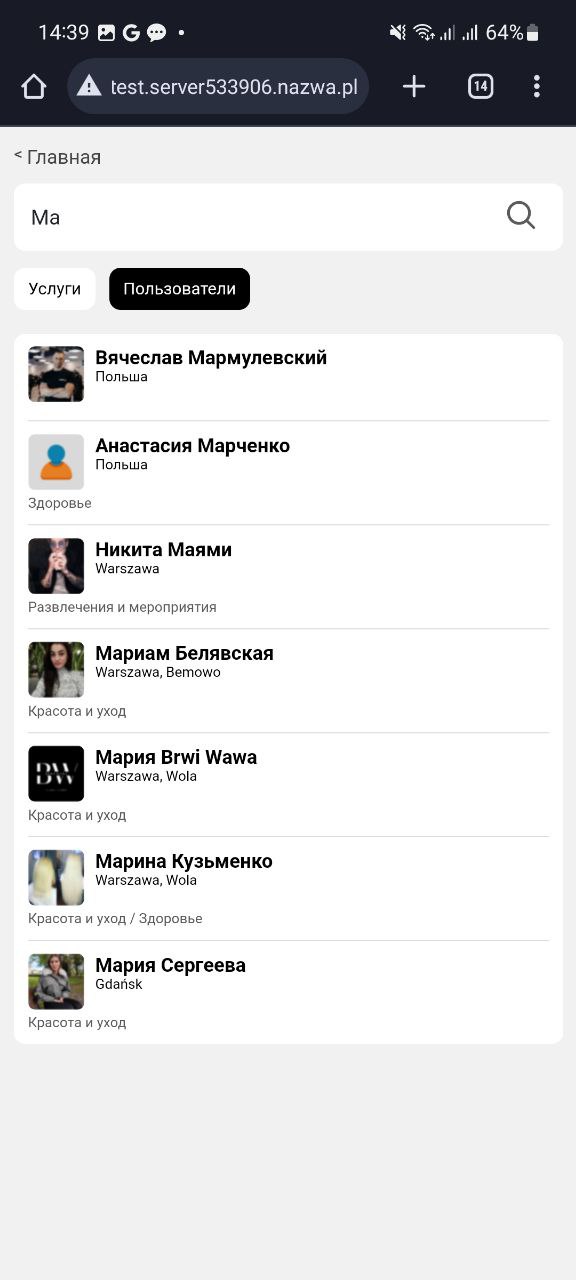 14:39 64%
test.server533906.nazwa.pl 14
< Главная
Ма
Услуги Пользователи
Вячеслав Мармулевский
Польша
Анастасия Марченко
Польша
Здоровье
Никита Маями
Warszawa
Развлечения и мероприятия
Мариам Белявская
Warszawa, Bemowo
Красота и уход
Мария Brwi Wawa
Warszawa, Wola
BW
Красота и уход
Марина Кузьменко
Warszawa, Wola
Красота и уход / Здоровье
Мария Сергеева
Gdańsk
Красота и уход